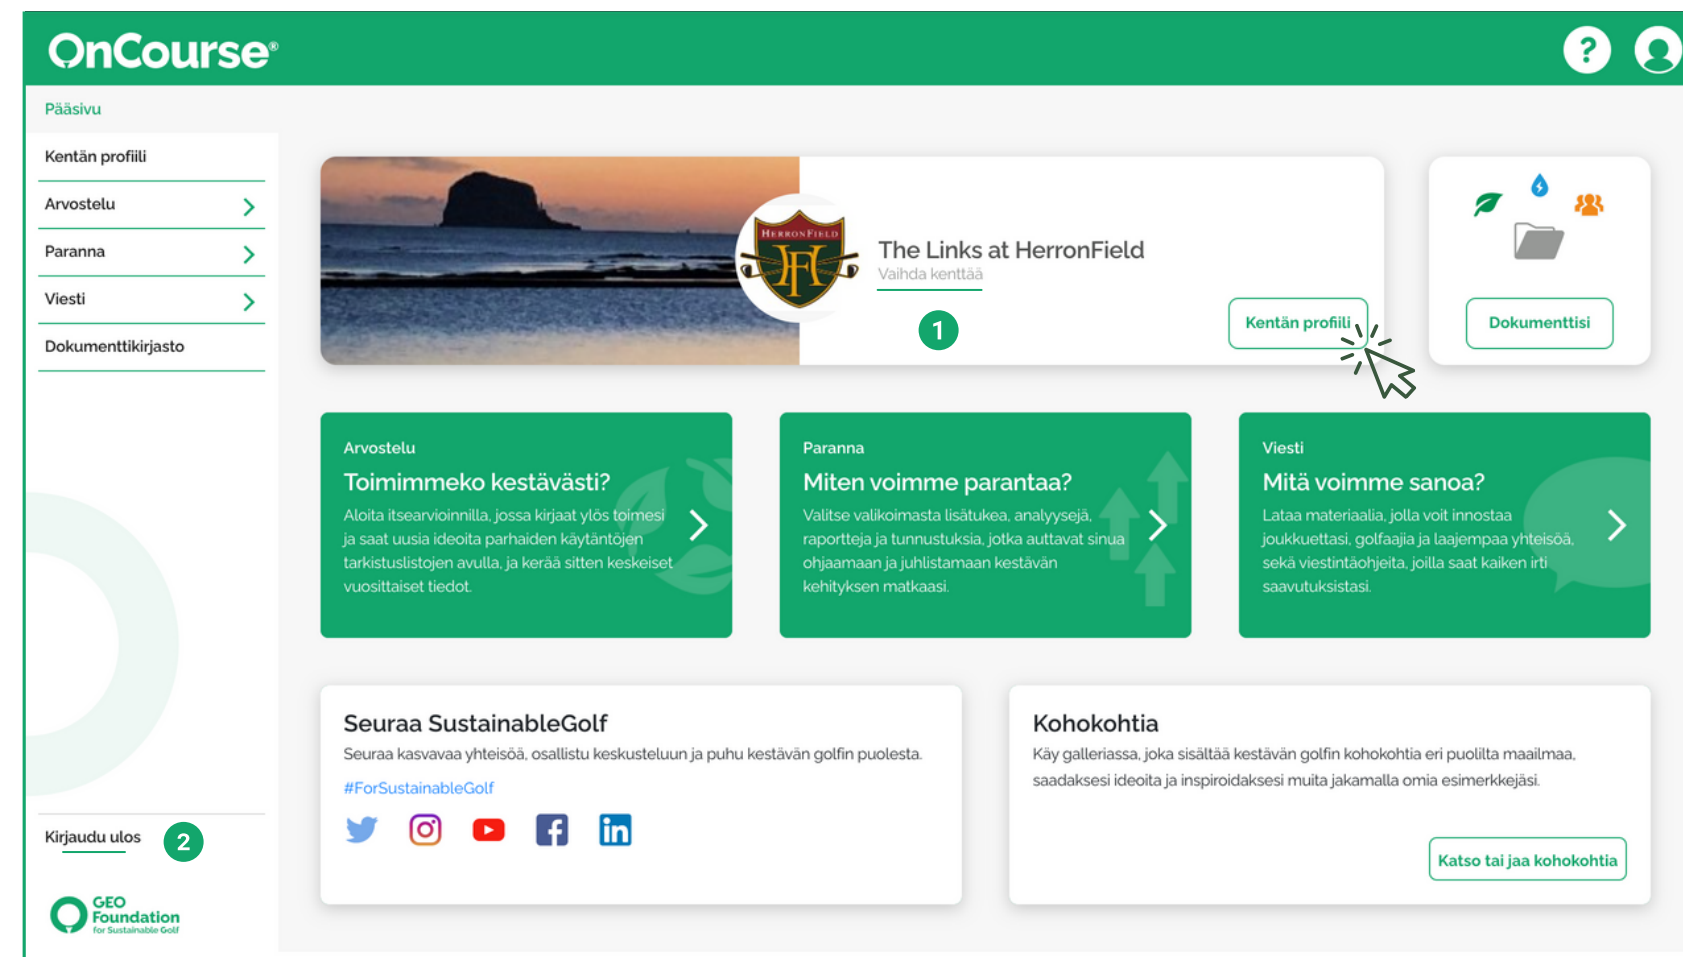 OnCourse®
?
Pääsivu
Kentän profiili
Arvostelu
Paranna
Viesti
Dokumenttikirjasto
HERRONFIELD
HF
The Links at HerronField
Vaihda kenttää
1
Kentän profiili
Dokumenttisi
Arvostelu
Toimimmeko kestävästi?
Aloita itsearvioinnilla, jossa kirjaat ylös toimesi
ja saat uusia ideoita parhaiden käytäntöjen
tarkistuslistojen avulla, ja kerää sitten keskeiset
vuosittaiset tiedot.
Paranna
Miten voimme parantaa?
Valitse valikoimasta lisätukea, analyysejä,
raportteja ja tunnustuksia, jotka auttavat sinua
ohjaamaan ja juhlistamaan kestävän
kehityksen matkaasi.
Viesti
Mitä voimme sanoa?
Lataa materiaalia, jolla voit innostaa
joukkuettasi, golfaajia ja laajempaa yhteisöä,
sekä viestintäohjeita, joilla saat kaiken irti
saavutuksistasi.
Seuraa SustainableGolf
Seuraa kasvavaa yhteisöä, osallistu keskusteluun ja puhu kestävän golfin puolesta.
#ForSustainableGolf
Kohokohtia
Käy galleriassa, joka sisältää kestävän golfin kohokohtia eri puolilta maailmaa,
saadaksesi ideoita ja inspiroidaksesi muita jakamalla omia esimerkkejäsi.
Katso tai jaa kohokohtia
Kirjaudu ulos
2
GEO
Foundation
for Sustainable Golf